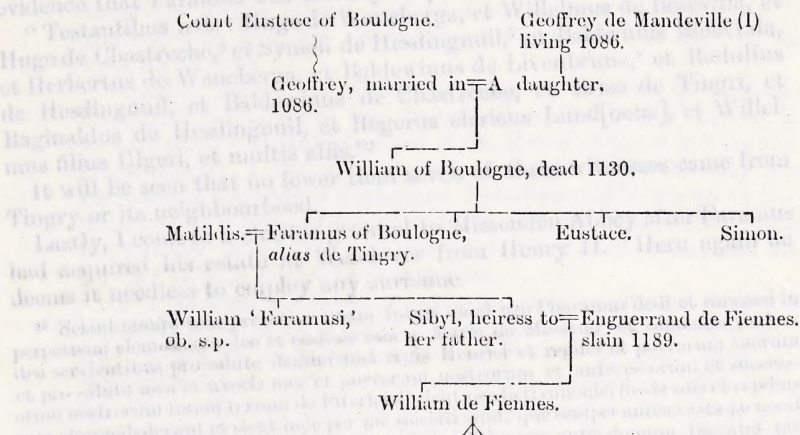 Count Eustace of Boulogne. Geoffrey de Mandeville (1)
living 1086.
Geoffrey, married in = A daughter.
1086.
William of Boulogne, dead 1130.
Matildis. = Faramus of Boulogne, Eustace. Simon.
alias de Tingry.
William ‘Faramusi,’ Sibyl, heiress to = Enguerrand de Fiennes.
ob. s.p. her father. slain 1189.
William de Fiennes.